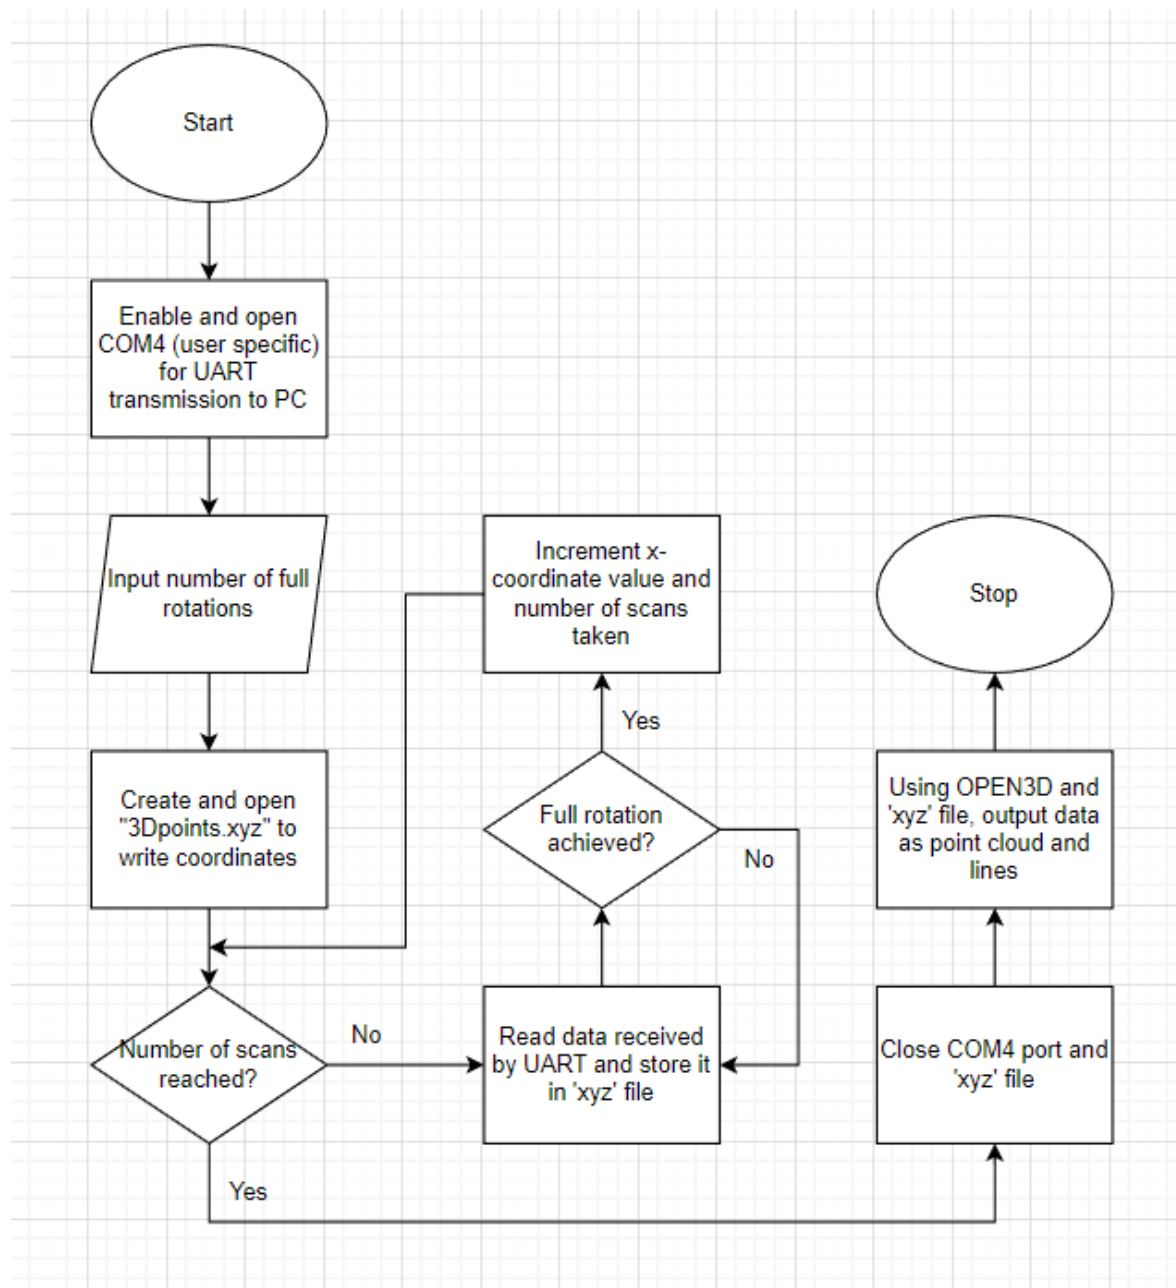 Start
Enable and open
COM4 (user specific)
for UART
transmission to PC
Input number of full
rotations
Create and open
"3Dpoints.xyz" to
write coordinates
Number of scans
reached?
No
Yes
Read data received
by UART and store it
in 'xyz' file
Full rotation
achieved?
No
Yes
Increment x-
coordinate value and
number of scans
taken
Close COM4 port and
'xyz' file
Using OPEN3D and
'xyz' file, output data
as point cloud and
lines
Stop